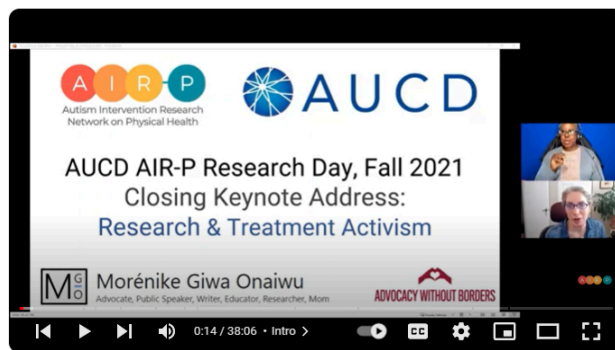 A I R-P
Autism Intervention Research
Network on Physical Health
AUCD
AUCD AIR-P Research Day, Fall 2021
Closing Keynote Address:
Research & Treatment Activism
MGO
Morénike Giwa Onaiwu
Advocate, Public Speaker, Writer, Educator, Researcher, Mom
ADVOCACY WITHOUT BORDERS
0:14 / 38:06 • Intro
CC